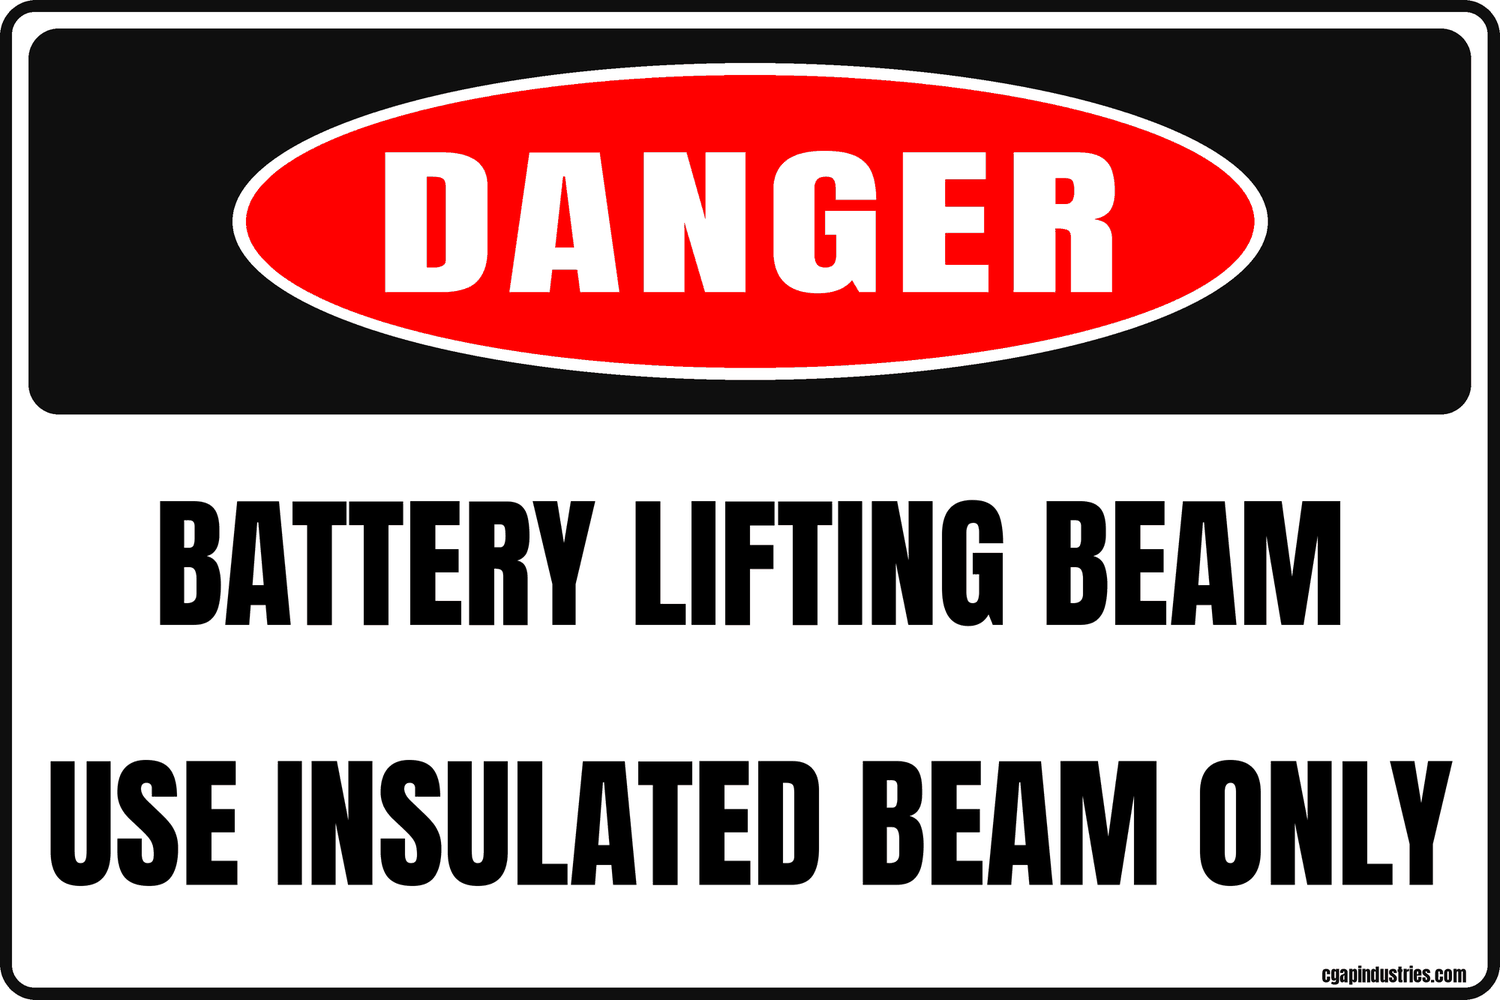 DANGER
BATTERY LIFTING BEAM
USE INSULATED BEAM ONLY
cgapindustries.com